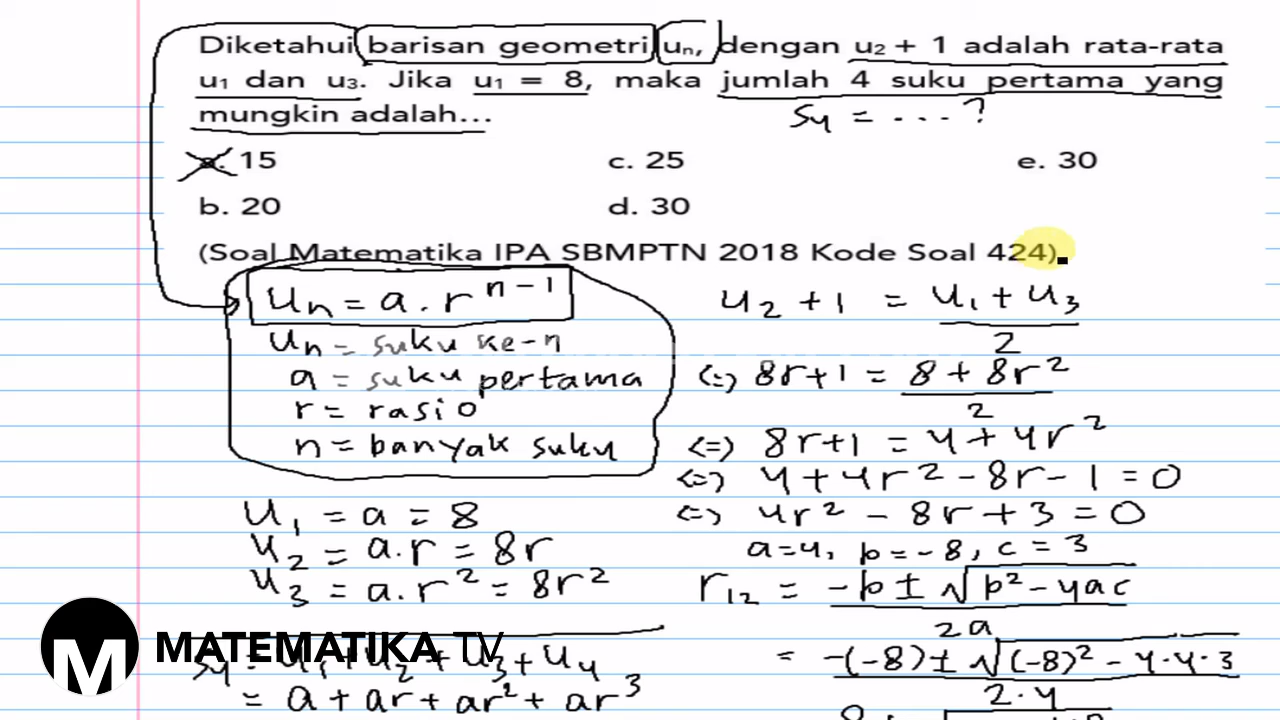 Diketahui barisan geometri uₙ, dengan u₂ + 1 adalah rata-rata
u₁ dan u₃. Jika u₁ = 8, maka jumlah 4 suku pertama yang
mungkin adalah...
S₄ = .... ?
a. 15
c. 25
e. 30
b. 20
d. 30
(Soal Matematika IPA SBMPTN 2018 Kode Soal 424).
uₙ = a . r ⁿ⁻¹
uₙ = suku ke-n
a = suku pertama
r = rasio
n = banyak suku
u₁ = a = 8
u₂ = a.r = 8r
u₃ = a.r² = 8r²
S₄ = u₁ + u₂ + u₃ + u₄
= a + ar + ar² + ar³
u₂ + 1 = u₁ + u₃
2
<=> 8r+1 = 8 + 8r²
2
<=> 8r+1 = 4 + 4r²
<=> 4 + 4r² - 8r - 1 = 0
<=> 4r² - 8r + 3 = 0
a=4, b=-8, c=3
r₁₂ = -b ± √b² - 4ac
2a
= -(-8) ± √(-8)² - 4.4.3
2.4
M
MATEMATIKA TV